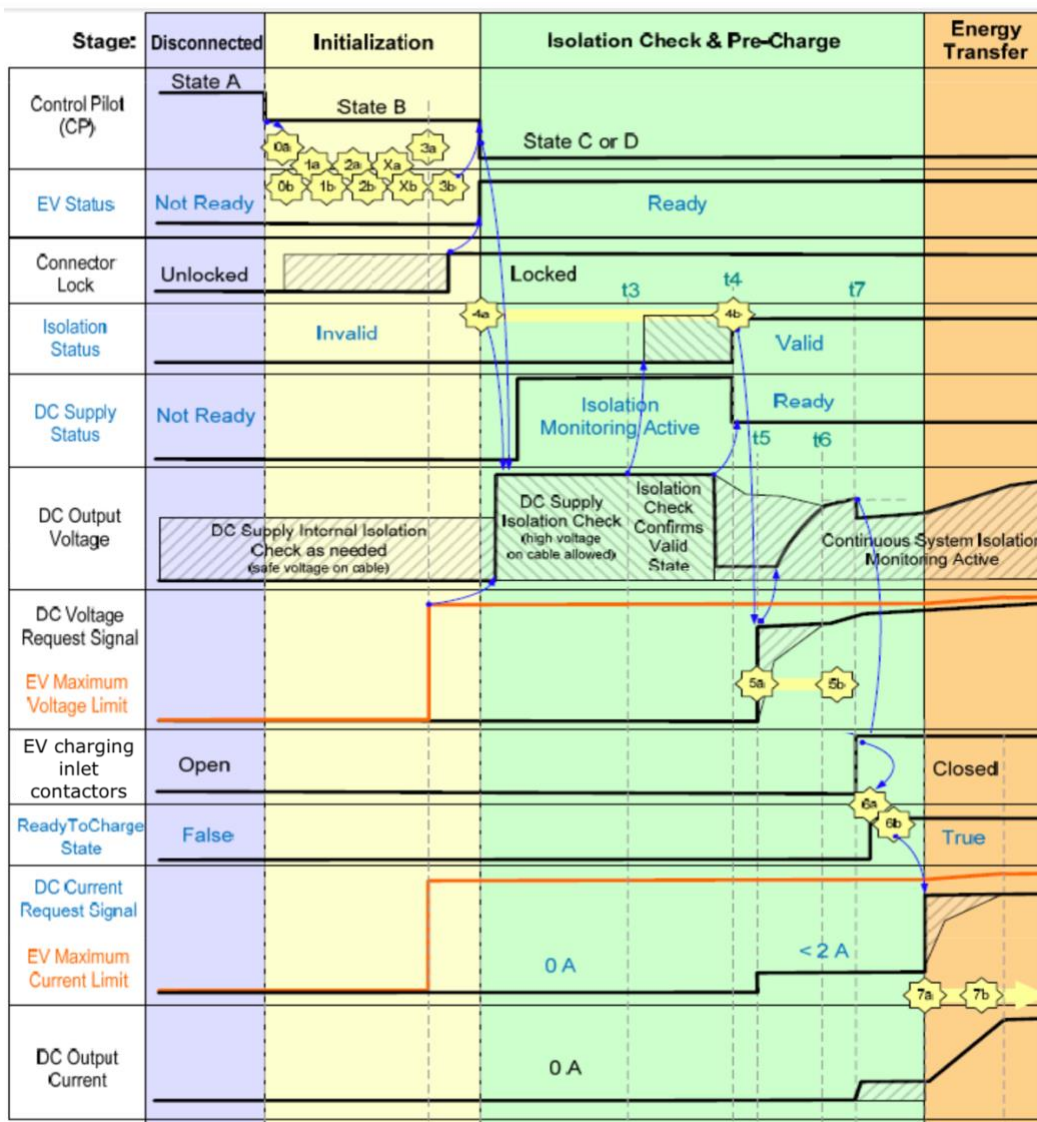 Stage: Disconnected Initialization Isolation Check & Pre-Charge Energy
Transfer
State A
Control Pilot
(CP)
State B
State C or D
0a 1a 2a Xa 3a
0b 1b 2b Xb 3b
EV Status Not Ready Ready
Connector
Lock
Unlocked Locked
t3 t4 t7
Isolation
Status
Invalid 4a 4b Valid
DC Supply
Status
Not Ready Isolation
Monitoring Active
Ready
t5 t6
DC Output
Voltage
DC Supply Internal Isolation
Check as needed
(safe voltage on cable)
DC Supply
Isolation Check
(high voltage
on cable allowed)
Isolation
Check
Confirms
Valid
State
Continuous System Isolation
Monitoring Active
DC Voltage
Request Signal
EV Maximum
Voltage Limit
5a 5b
EV charging
inlet
contactors
Open Closed
6a
6b
ReadyToCharge
State
False True
DC Current
Request Signal
EV Maximum
Current Limit
0 A < 2 A
7a 7b
DC Output
Current
0 A